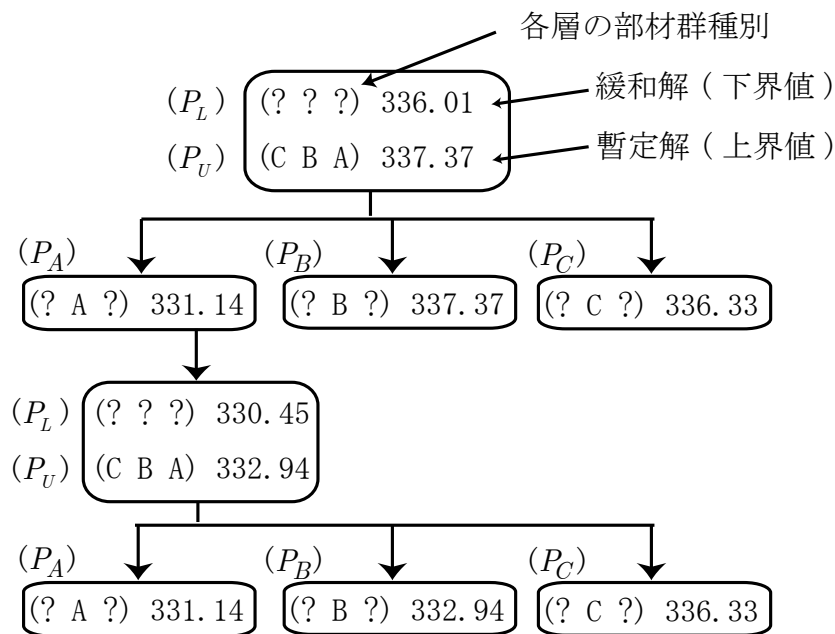 各層の部材群種別
(P_L) (? ? ?) 336.01 緩和解 ( 下界値 )
(P_U) (C B A) 337.37 暫定解 ( 上界値 )
(P_A) (P_B) (P_C)
(? A ?) 331.14 (? B ?) 337.37 (? C ?) 336.33
(P_L) (? ? ?) 330.45
(P_U) (C B A) 332.94
(P_A) (P_B) (P_C)
(? A ?) 331.14 (? B ?) 332.94 (? C ?) 336.33